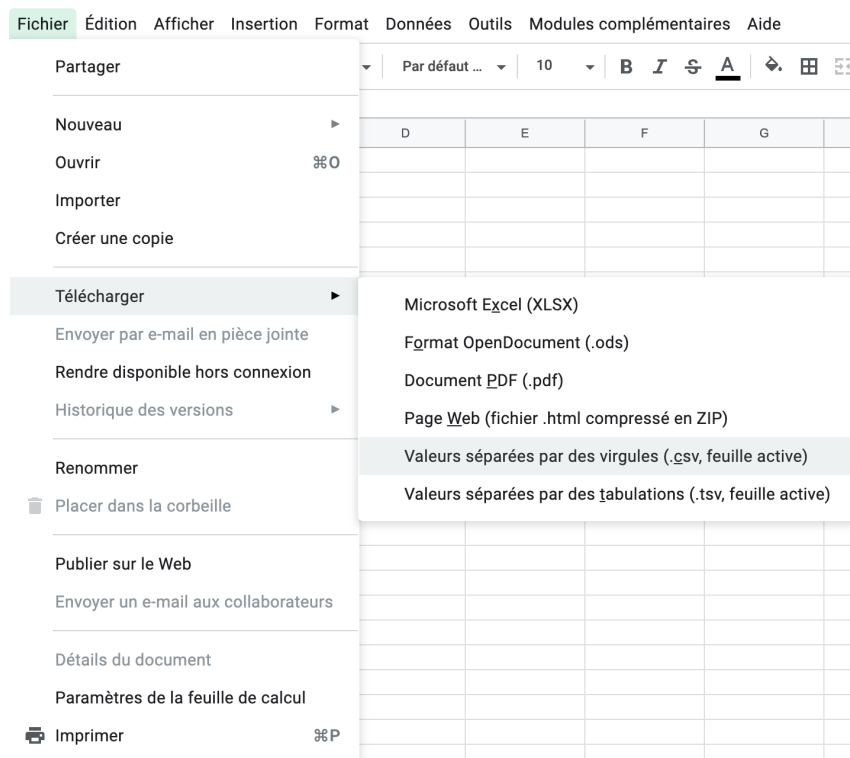 Fichier Édition Afficher Insertion Format Données Outils Modules complémentaires Aide
Par défaut ... 10 B I S A
Partager
D E F G
Nouveau
Ouvrir ⌘O
Importer
Créer une copie
Télécharger
Microsoft Excel (XLSX)
Envoyer par e-mail en pièce jointe
Format OpenDocument (.ods)
Rendre disponible hors connexion
Document PDF (.pdf)
Historique des versions
Page Web (fichier .html compressé en ZIP)
Valeurs séparées par des virgules (.csv, feuille active)
Renommer
Valeurs séparées par des tabulations (.tsv, feuille active)
Placer dans la corbeille
Publier sur le Web
Envoyer un e-mail aux collaborateurs
Détails du document
Paramètres de la feuille de calcul
Imprimer ⌘P